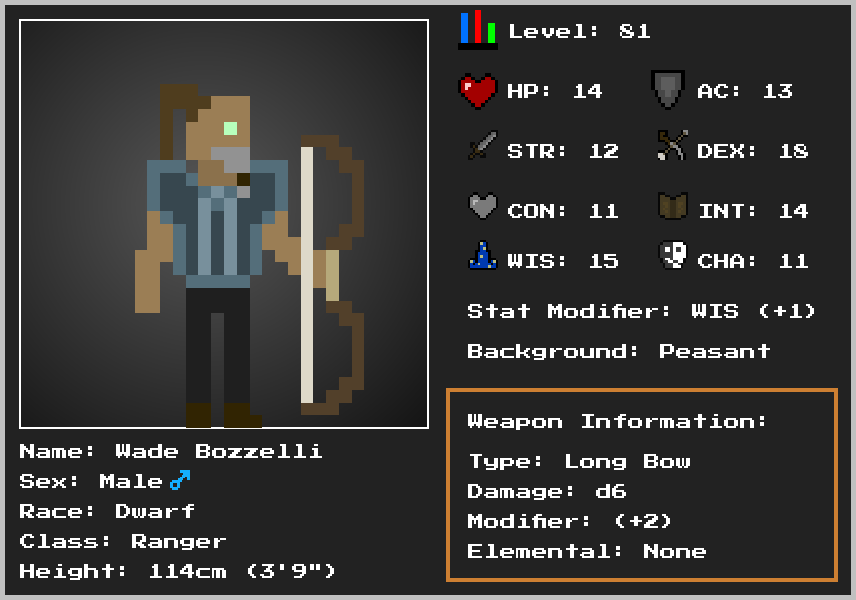 Level: 81
HP: 14
AC: 13
STR: 12
DEX: 18
CON: 11
INT: 14
WIS: 15
CHA: 11
Stat Modifier: WIS (+1)
Background: Peasant
Weapon Information:
Type: Long Bow
Damage: d6
Modifier: (+2)
Elemental: None
Name: Wade Bozzelli
Sex: Male♂
Race: Dwarf
Class: Ranger
Height: 114cm (3'9")